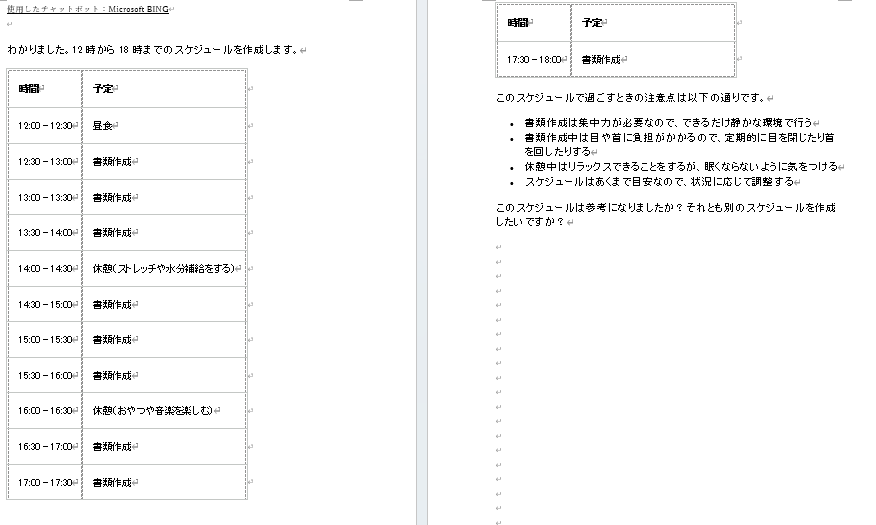 使用したチャットボット：Microsoft BING
わかりました。12 時から 18 時までのスケジュールを作成します。
時間 予定
12:00 – 12:30 昼食
12:30 – 13:00 書類作成
13:00 – 13:30 書類作成
13:30 – 14:00 書類作成
14:00 – 14:30 休憩(ストレッチや水分補給をする)
14:30 – 15:00 書類作成
15:00 – 15:30 書類作成
15:30 – 16:00 書類作成
16:00 – 16:30 休憩(おやつや音楽を楽しむ)
16:30 – 17:00 書類作成
17:00 – 17:30 書類作成
時間 予定
17:30 – 18:00 書類作成
このスケジュールで過ごすときの注意点は以下の通りです。
• 書類作成は集中力が必要なので、できるだけ静かな環境で行う
• 書類作成中は目や首に負担がかかるので、定期的に目を閉じたり首
を回したりする
• 休憩中はリラックスできることをするが、眠くならないように気をつける
• スケジュールはあくまで目安なので、状況に応じて調整する
このスケジュールは参考になりましたか？それとも別のスケジュールを作成
したいですか？